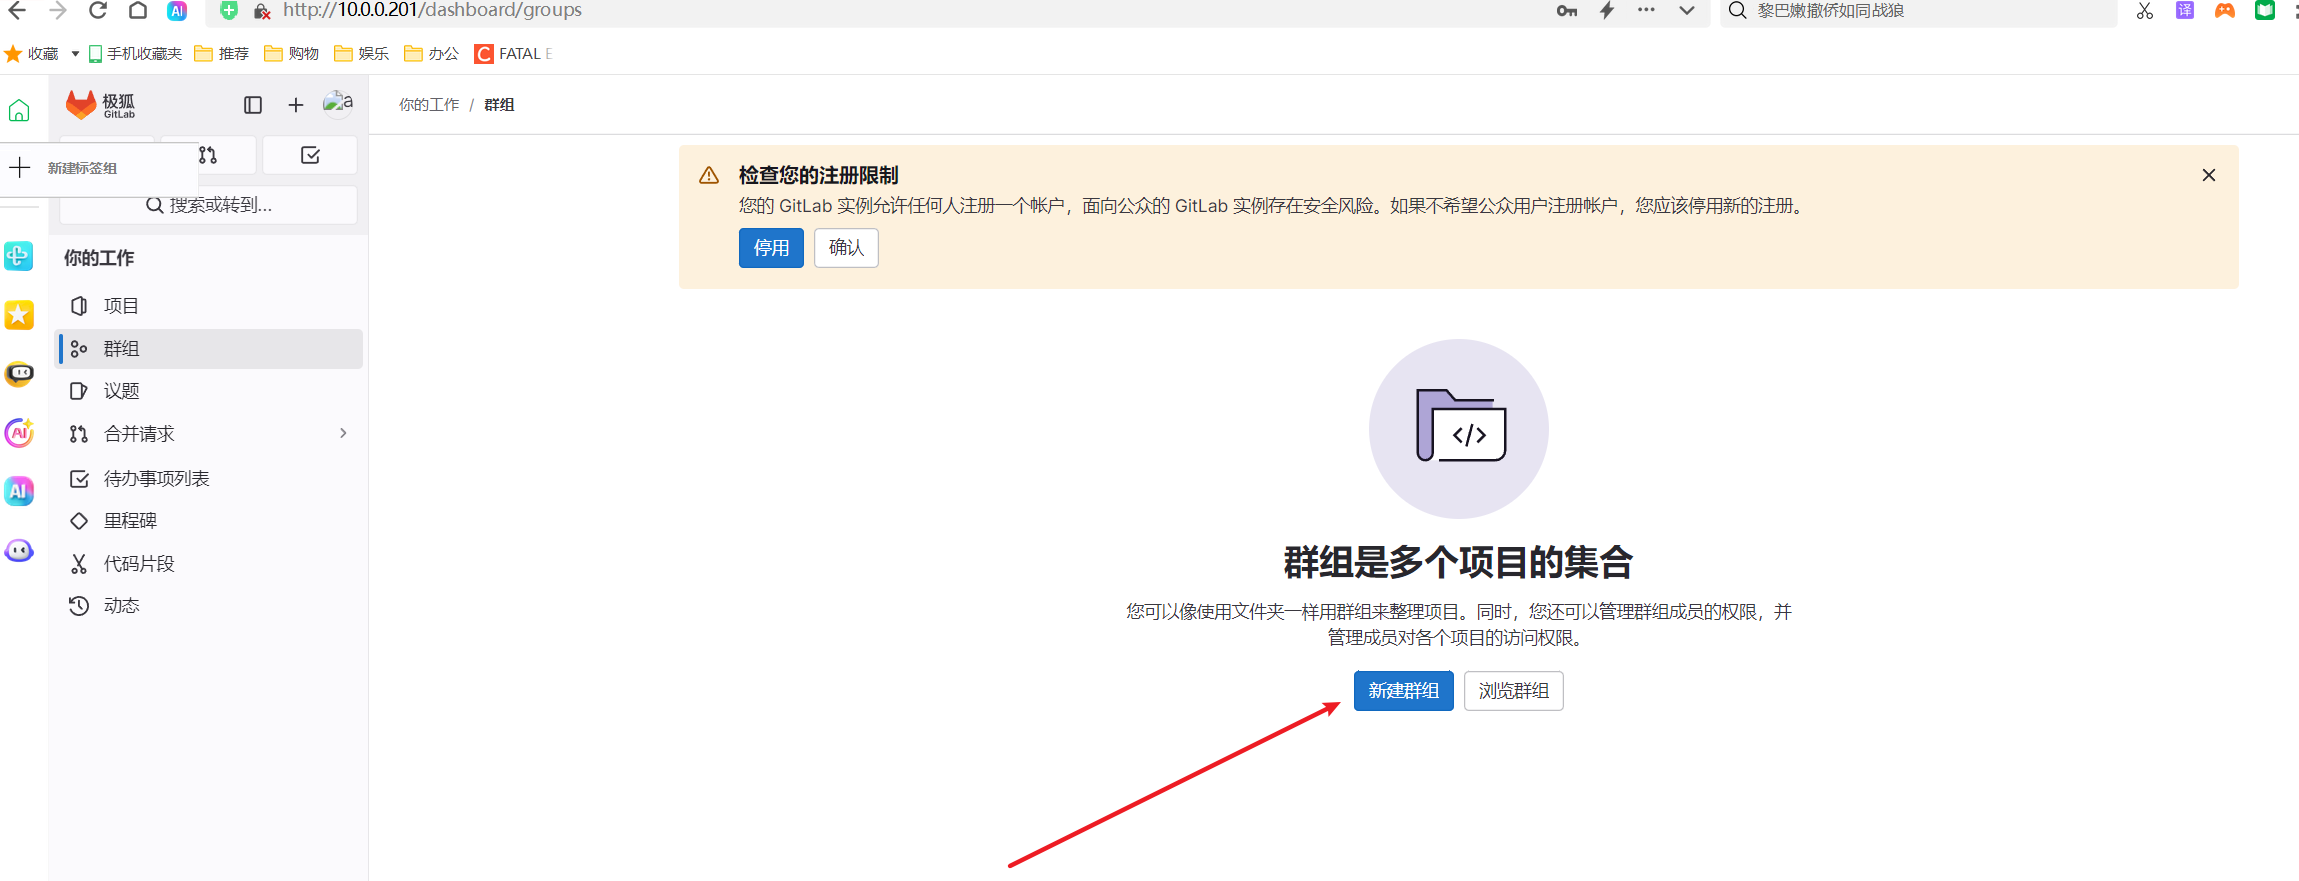 http://10.0.0.201/dashboard/groups
黎巴嫩撤侨如同战狼
译
AI
收藏
手机收藏夹
推荐
购物
娱乐
办公
C FATAL E
极狐
GitLab
a
你的工作 / 群组
新建标签组
搜索或转到...
检查您的注册限制
您的 GitLab 实例允许任何人注册一个帐户，面向公众的 GitLab 实例存在安全风险。如果不希望公众用户注册帐户，您应该停用新的注册。
停用
确认
你的工作
项目
群组
议题
合并请求
待办事项列表
里程碑
代码片段
动态
AI
AI
</>
群组是多个项目的集合
您可以像使用文件夹一样用群组来整理项目。同时，您还可以管理群组成员的权限，并
管理成员对各个项目的访问权限。
新建群组
浏览群组